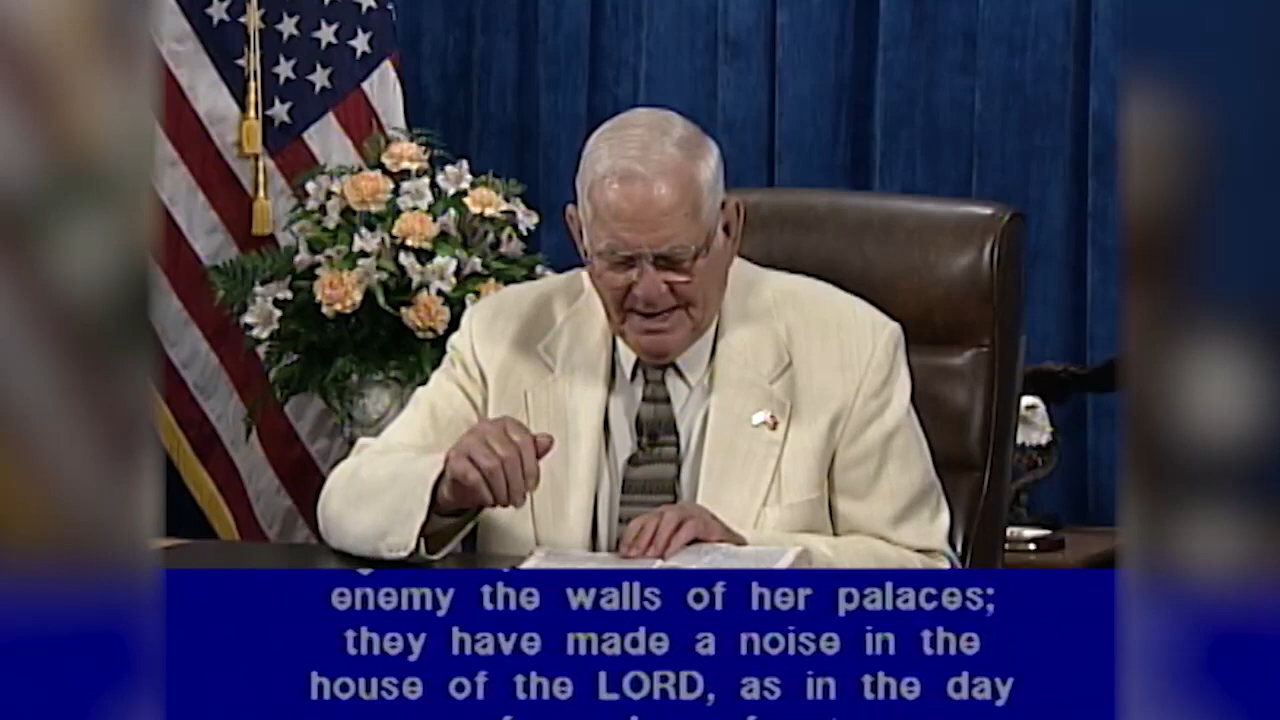 enemy the walls of her palaces;
they have made a noise in the
house of the LORD, as in the day